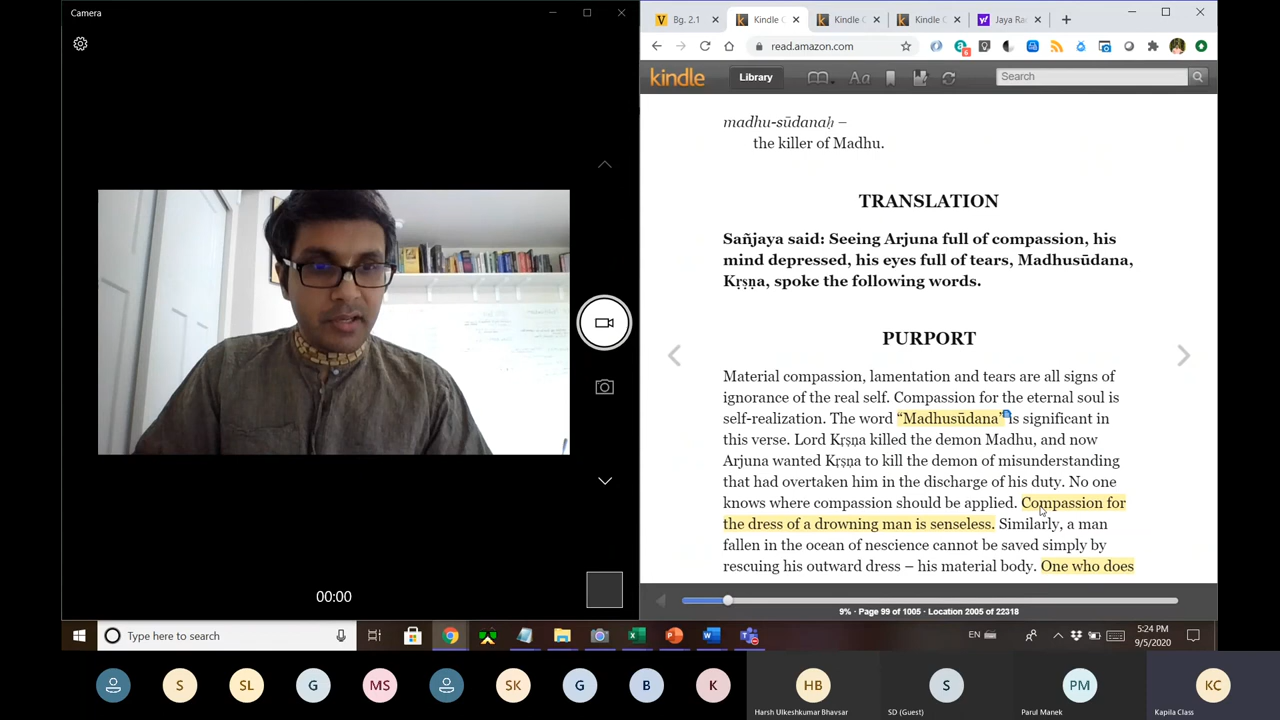 Camera
Bg. 2.1
Kindle C
Kindle C
Kindle C
Jaya Ra
read.amazon.com
6
kindle
Library
Aa
Search
madhu-sūdanaḥ –
the killer of Madhu.
TRANSLATION
Sañjaya said: Seeing Arjuna full of compassion, his
mind depressed, his eyes full of tears, Madhusūdana,
Kṛṣṇa, spoke the following words.
PURPORT
Material compassion, lamentation and tears are all signs of
ignorance of the real self. Compassion for the eternal soul is
self-realization. The word “Madhusūdana” is significant in
this verse. Lord Kṛṣṇa killed the demon Madhu, and now
Arjuna wanted Kṛṣṇa to kill the demon of misunderstanding
that had overtaken him in the discharge of his duty. No one
knows where compassion should be applied. Compassion for
the dress of a drowning man is senseless. Similarly, a man
fallen in the ocean of nescience cannot be saved simply by
rescuing his outward dress – his material body. One who does
9% · Page 99 of 1005 · Location 2005 of 22318
00:00
Type here to search
EN
5:24 PM
9/5/2020
S
SL
G
MS
SK
G
B
K
HB
S
PM
KC
Harsh Ulkeshkumar Bhavsar
SD (Guest)
Parul Manek
Kapila Class